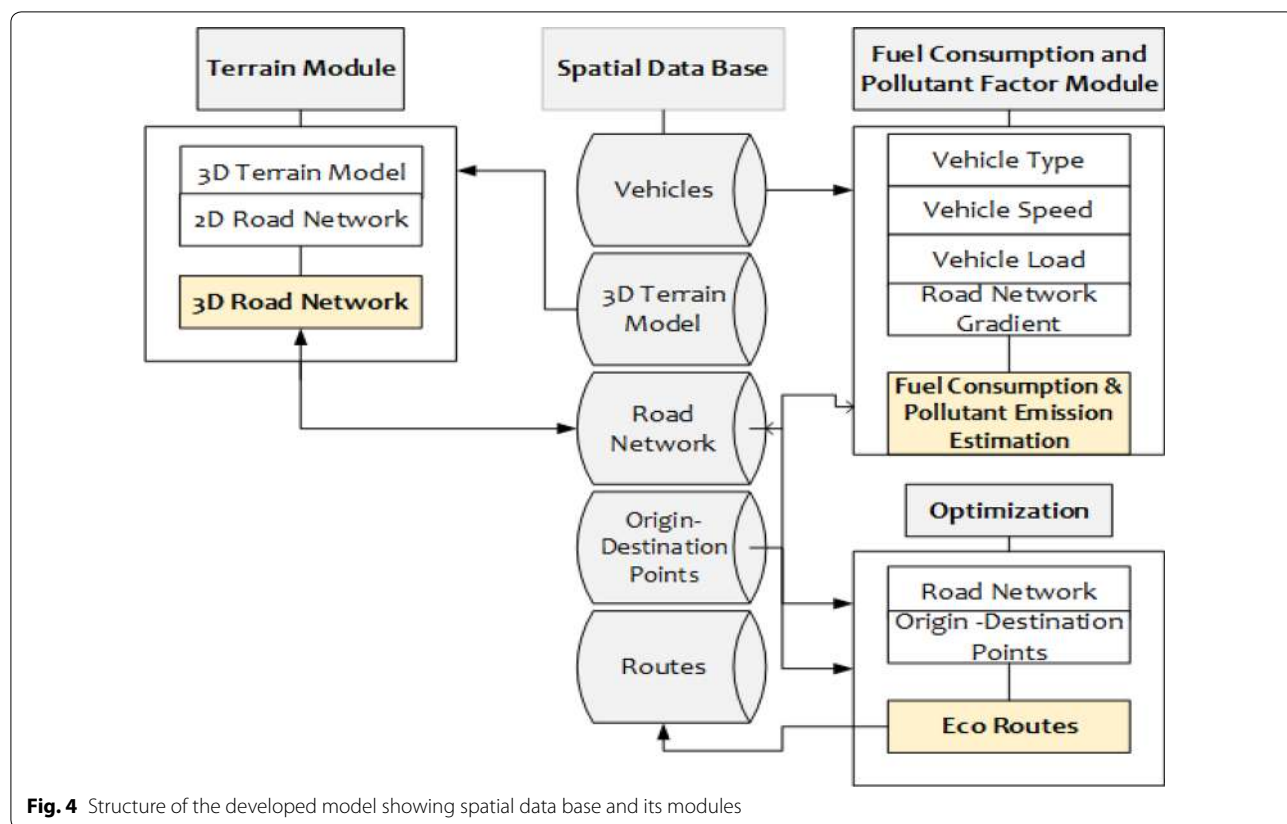 Terrain Module
3D Terrain Model
2D Road Network
3D Road Network
Spatial Data Base
Vehicles
3D Terrain
Model
Road
Network
Origin-
Destination
Points
Routes
Fuel Consumption and
Pollutant Factor Module
Vehicle Type
Vehicle Speed
Vehicle Load
Road Network
Gradient
Fuel Consumption &
Pollutant Emission
Estimation
Optimization
Road Network
Origin -Destination
Points
Eco Routes
Fig. 4 Structure of the developed model showing spatial data base and its modules